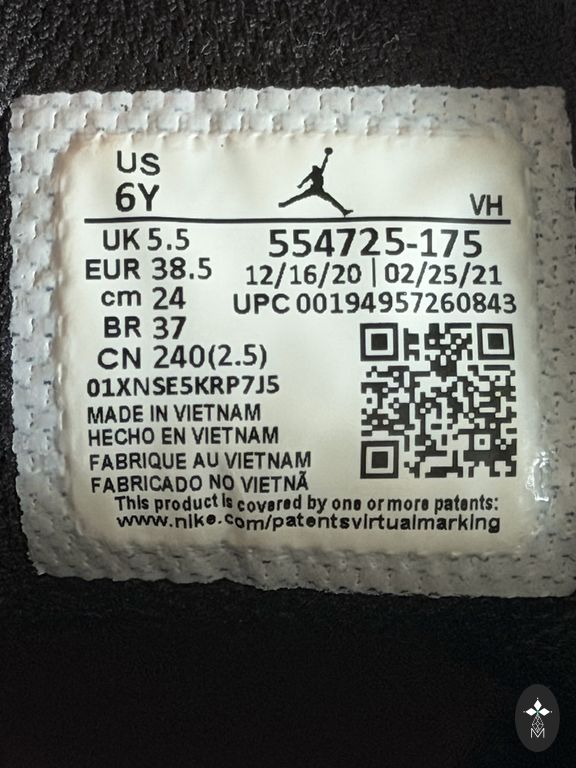 US
6Y
VH
UK 5.5
EUR 38.5
cm 24
BR 37
CN 240(2.5)
554725-175
12/16/20 | 02/25/21
UPC 00194957260843
01XNSE5KRP7J5
MADE IN VIETNAM
HECHO EN VIETNAM
FABRIQUE AU VIETNAM
FABRICADO NO VIETNÃ
This product is covered by one or more patents:
www.nike.com/patentsvirtualmarking
M